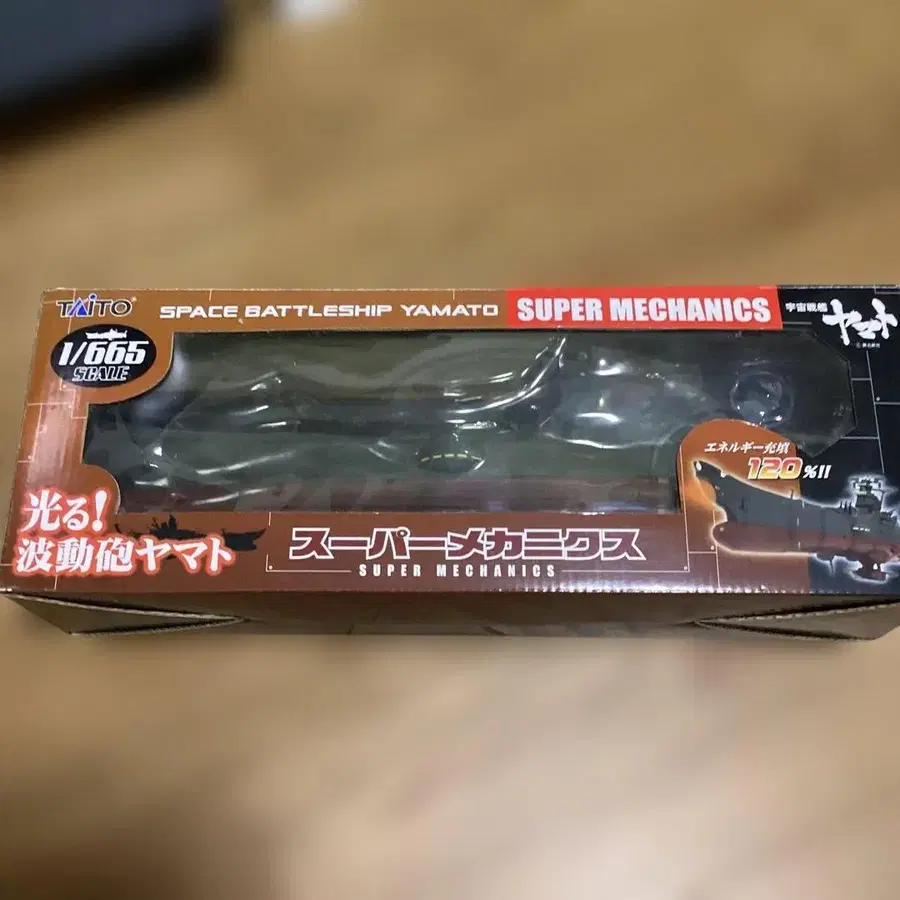 TAITO
SPACE BATTLESHIP YAMATO
SUPER MECHANICS
宇宙戦艦
ヤマト
1/665
SCALE
エネルギー充填
120%!!
光る!
波動砲ヤマト
スーパーメカニクス
SUPER MECHANICS